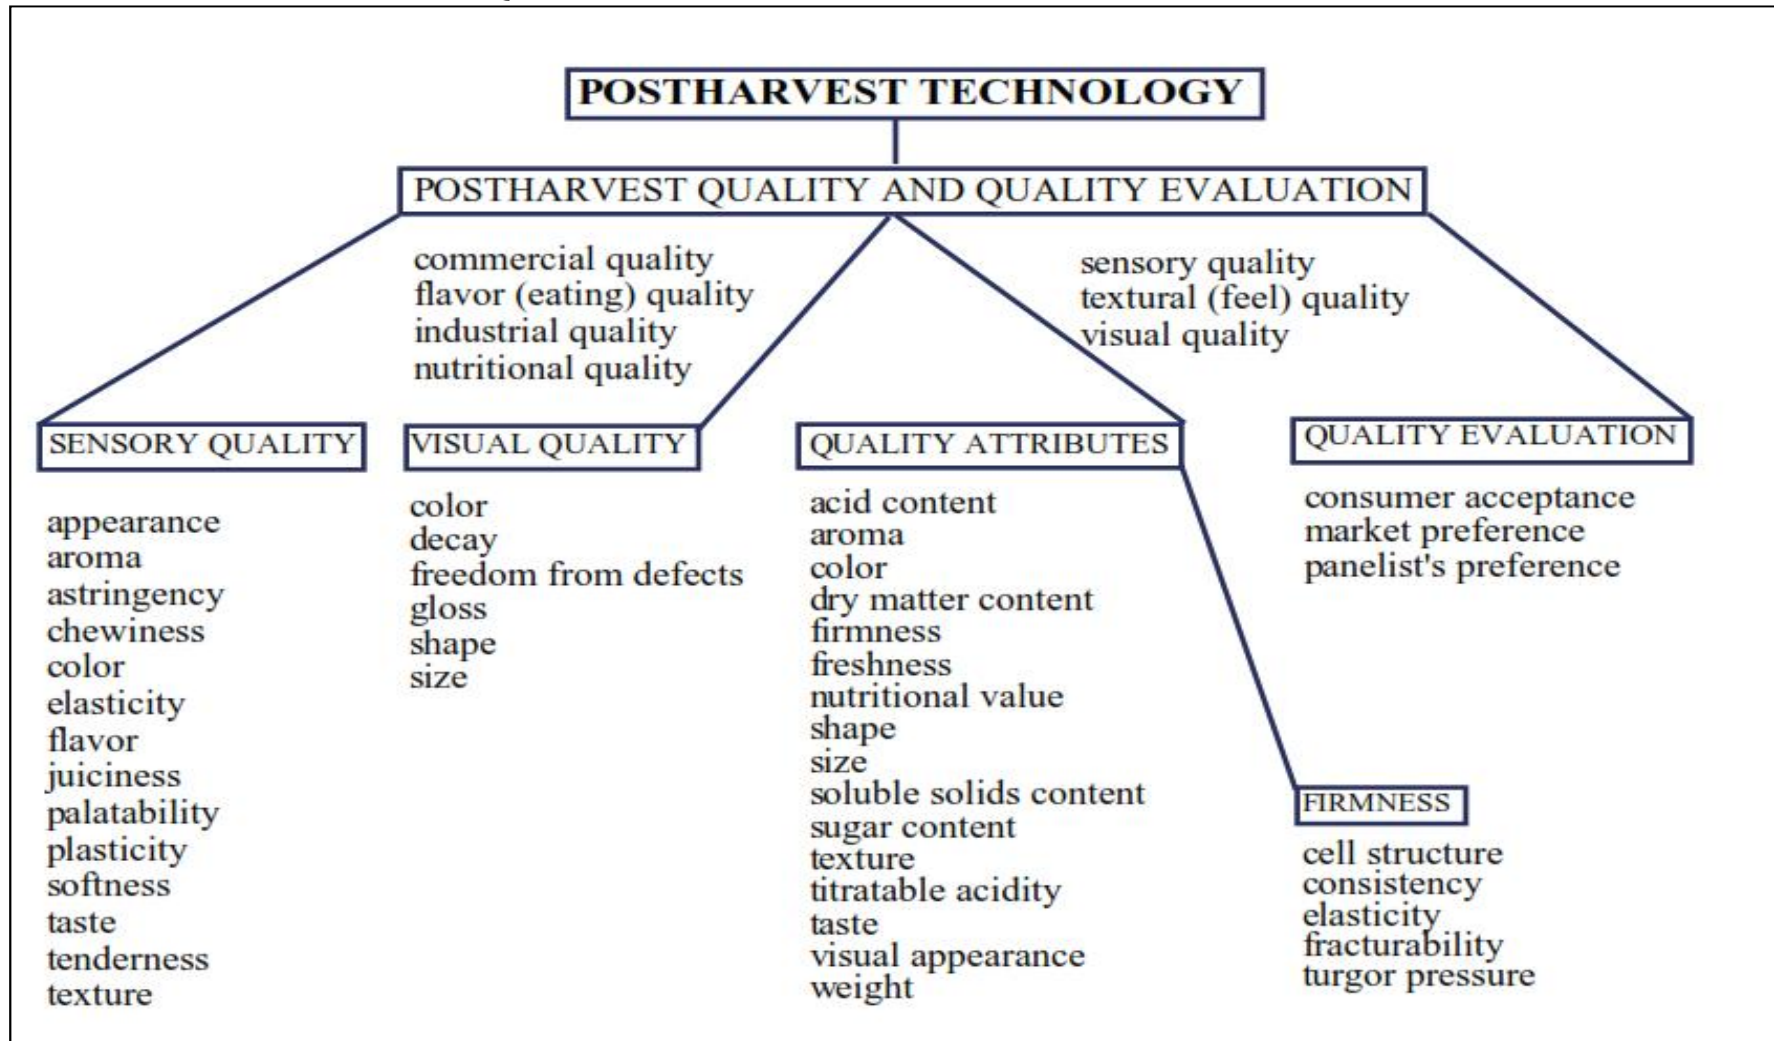 POSTHARVEST TECHNOLOGY
POSTHARVEST QUALITY AND QUALITY EVALUATION
commercial quality
flavor (eating) quality
industrial quality
nutritional quality
sensory quality
textural (feel) quality
visual quality
SENSORY QUALITY
appearance
aroma
astringency
chewiness
color
elasticity
flavor
juiciness
palatability
plasticity
softness
taste
tenderness
texture
VISUAL QUALITY
color
decay
freedom from defects
gloss
shape
size
QUALITY ATTRIBUTES
acid content
aroma
color
dry matter content
firmness
freshness
nutritional value
shape
size
soluble solids content
sugar content
texture
titratable acidity
taste
visual appearance
weight
QUALITY EVALUATION
consumer acceptance
market preference
panelist's preference
FIRMNESS
cell structure
consistency
elasticity
fracturability
turgor pressure